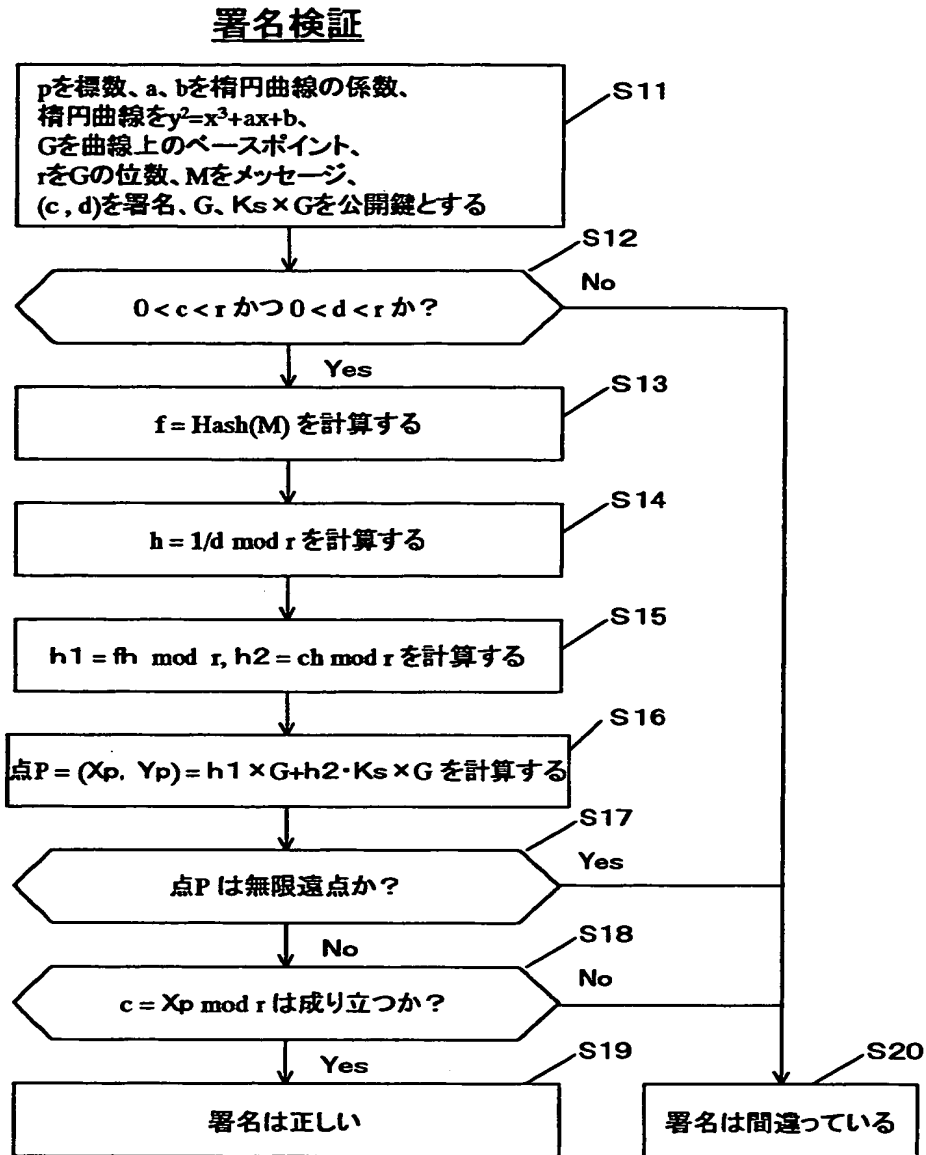 署名検証
pを標数、a、bを楕円曲線の係数、
楕円曲線をy²=x³+ax+b、
Gを曲線上のベースポイント、
rをGの位数、Mをメッセージ、
(c , d)を署名、G、Ks×Gを公開鍵とする
S11
S12
0 < c < r かつ 0 < d < r か？
No
Yes
S13
f = Hash(M) を計算する
S14
h = 1/d mod r を計算する
S15
h1 = fh mod r, h2 = ch mod r を計算する
S16
点P = (Xp, Yp) = h1 ×G+h2・Ks×G を計算する
S17
点P は無限遠点か？
Yes
No
S18
c = Xp mod r は成り立つか？
No
Yes
S19
署名は正しい
S20
署名は間違っている